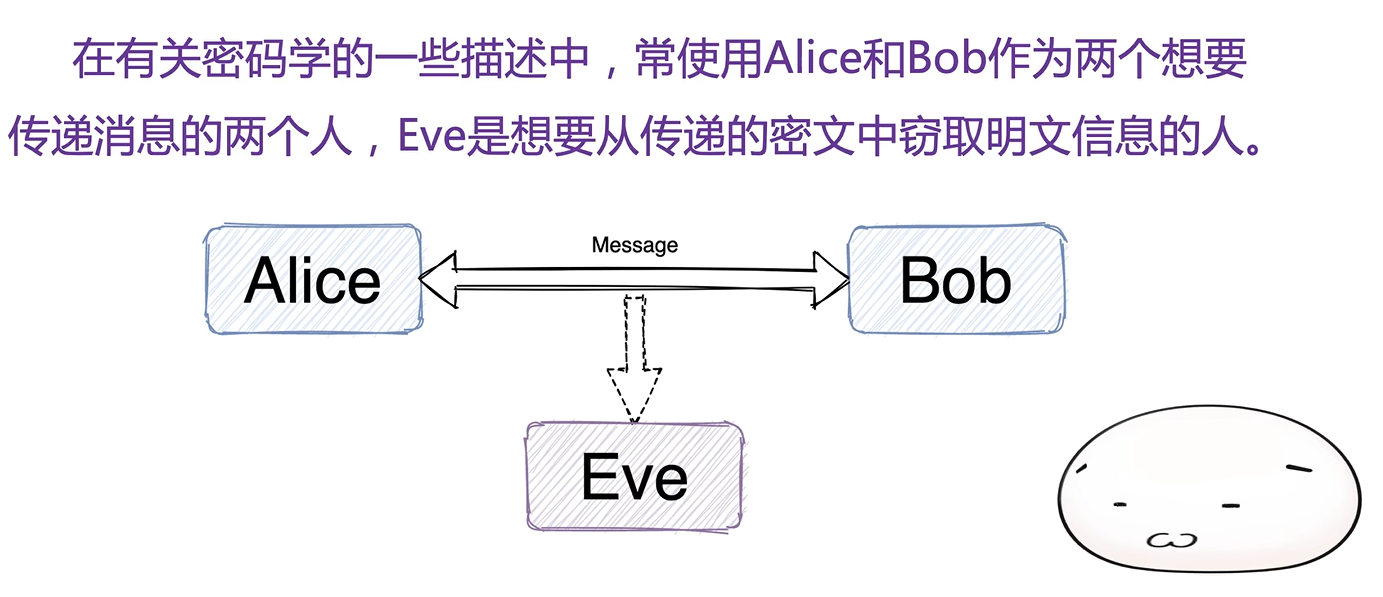 在有关密码学的一些描述中，常使用Alice和Bob作为两个想要
传递消息的两个人，Eve是想要从传递的密文中窃取明文信息的人。
Message
Alice
Bob
Eve